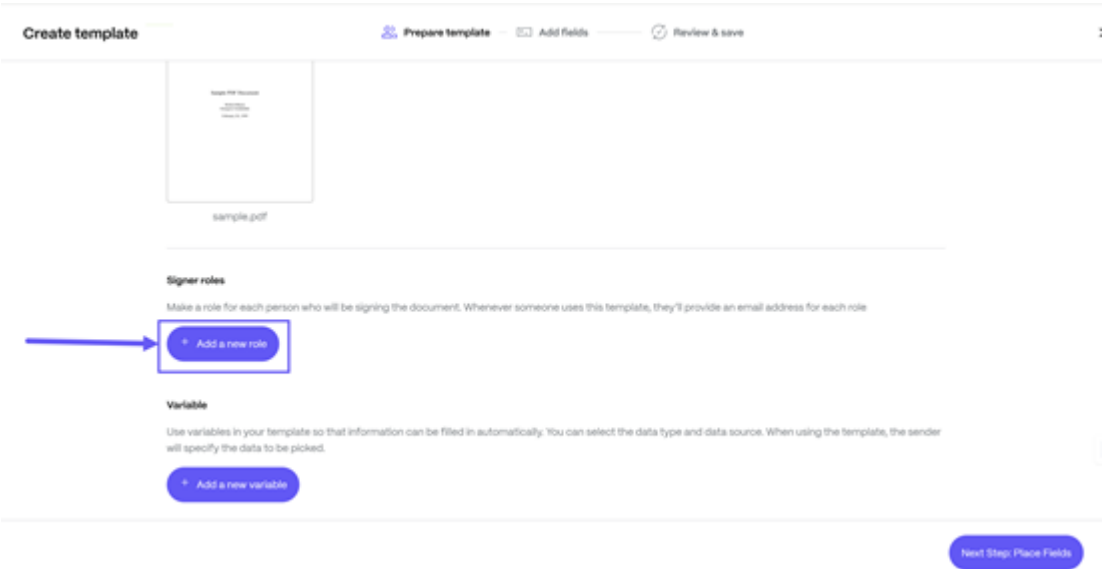 Create template
Prepare template
Add fields
Review & save
Sample PDF Document
sample.pdf
Signer roles
Make a role for each person who will be signing the document. Whenever someone uses this template, they'll provide an email address for each role
+ Add a new role
Variable
Use variables in your template so that information can be filled in automatically. You can select the data type and data source. When using the template, the sender
will specify the data to be picked.
+ Add a new variable
Next Step: Place Fields